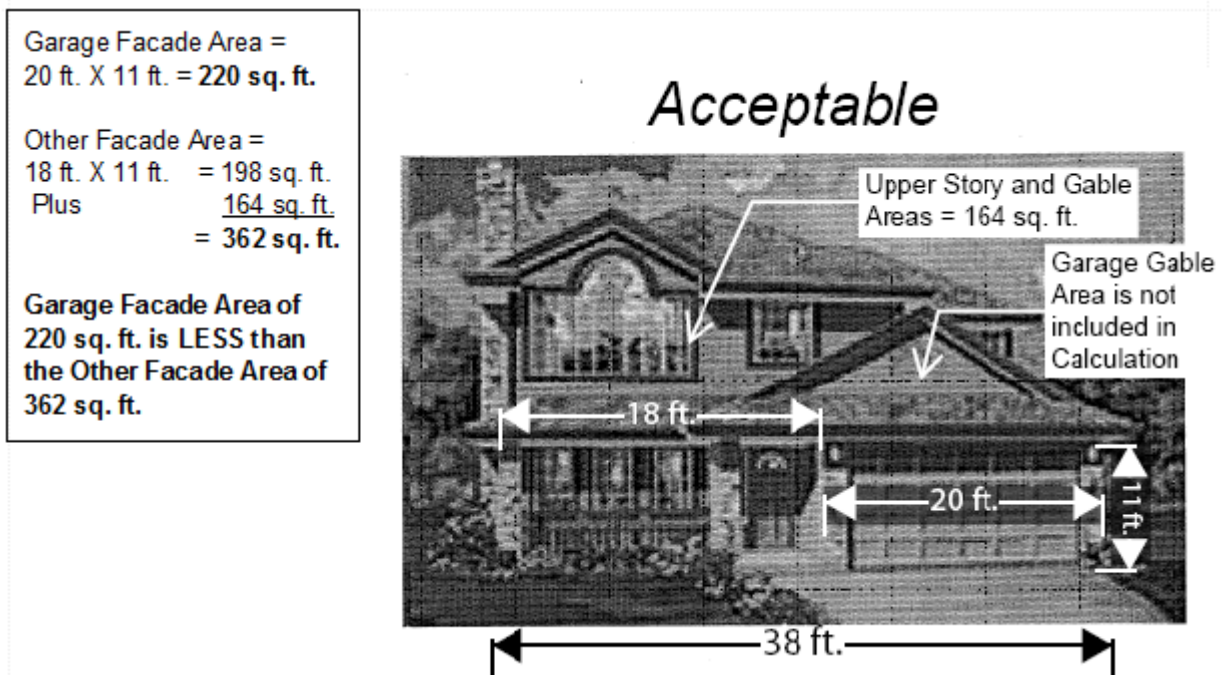 Garage Facade Area =
20 ft. X 11 ft. = 220 sq. ft.
Other Facade Area =
18 ft. X 11 ft. = 198 sq. ft.
Plus 164 sq. ft.
= 362 sq. ft.
Garage Facade Area of
220 sq. ft. is LESS than
the Other Facade Area of
362 sq. ft.
Acceptable
Upper Story and Gable
Areas = 164 sq. ft.
Garage Gable
Area is not
included in
Calculation
18 ft.
20 ft.
11 ft.
38 ft.